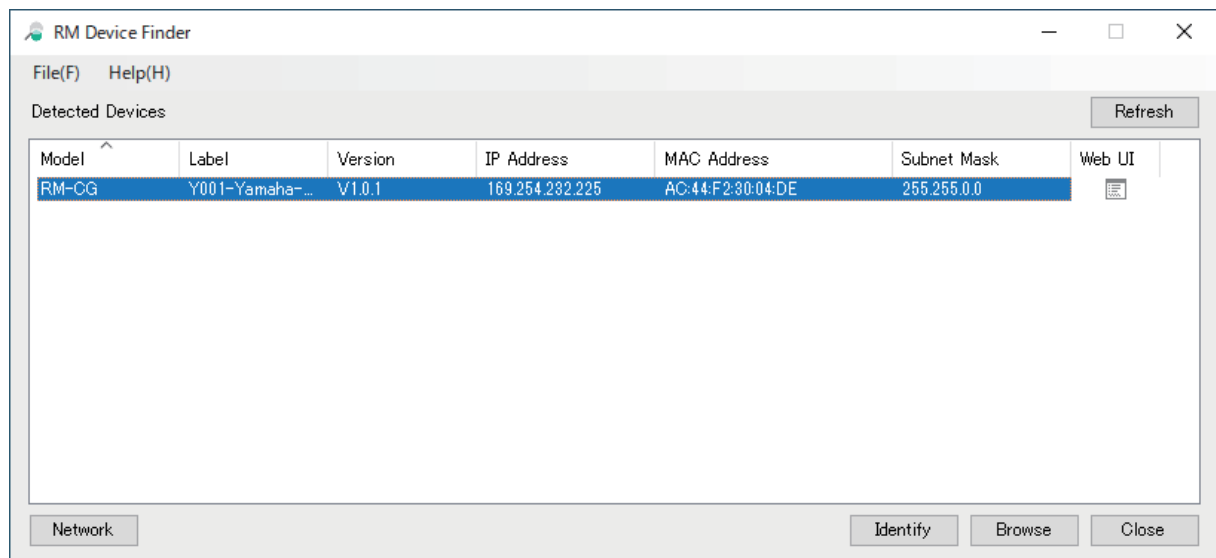 RM Device Finder
File(F) Help(H)
Detected Devices Refresh
Model Label Version IP Address MAC Address Subnet Mask Web UI
RM-CG Y001-Yamaha-... V1.0.1 169.254.232.225 AC:44:F2:30:04:DE 255.255.0.0
Network Identify Browse Close